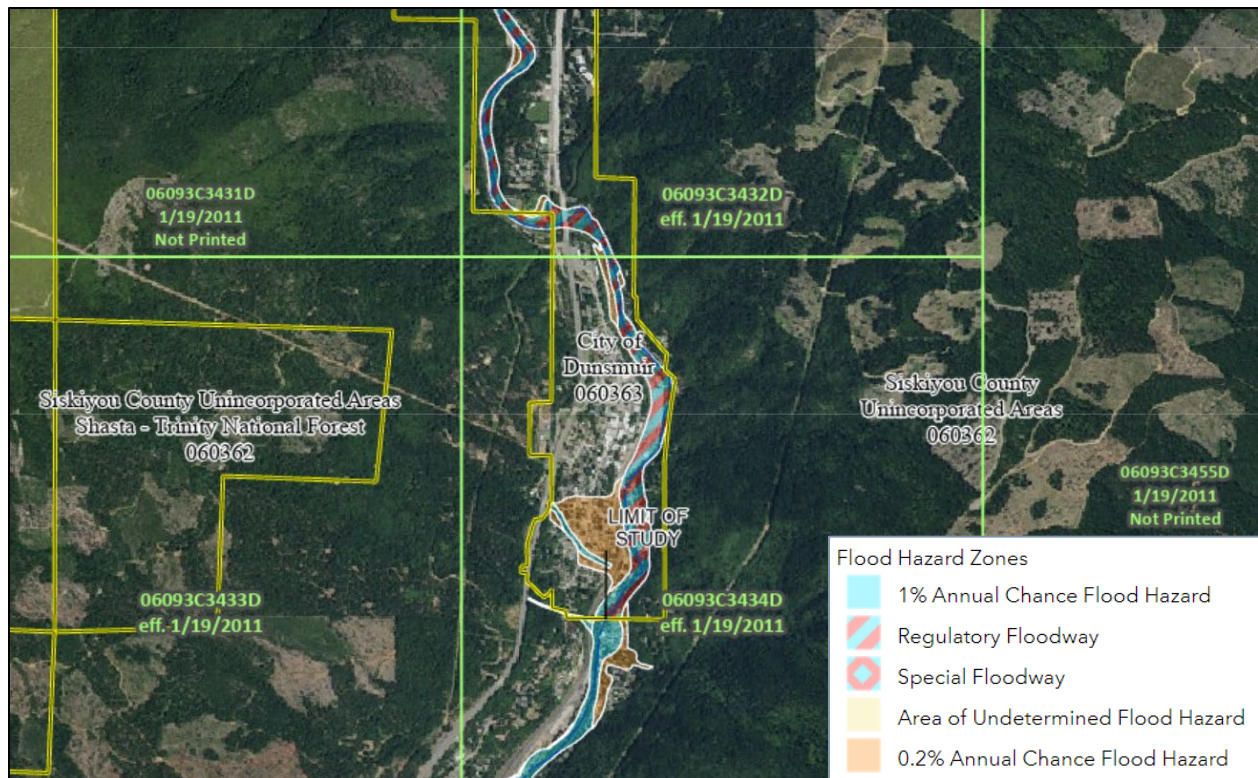 06093C3431D
1/19/2011
Not Printed
06093C3432D
eff. 1/19/2011
City of
Dunsmuir
060363
Siskiyou County Unincorporated Areas
Shasta - Trinity National Forest
060362
Siskiyou County
Unincorporated Areas
060362
06093C3455D
1/19/2011
Not Printed
LIMIT OF
STUDY
06093C3433D
eff. 1/19/2011
06093C3434D
eff. 1/19/2011
Flood Hazard Zones
1% Annual Chance Flood Hazard
Regulatory Floodway
Special Floodway
Area of Undetermined Flood Hazard
0.2% Annual Chance Flood Hazard